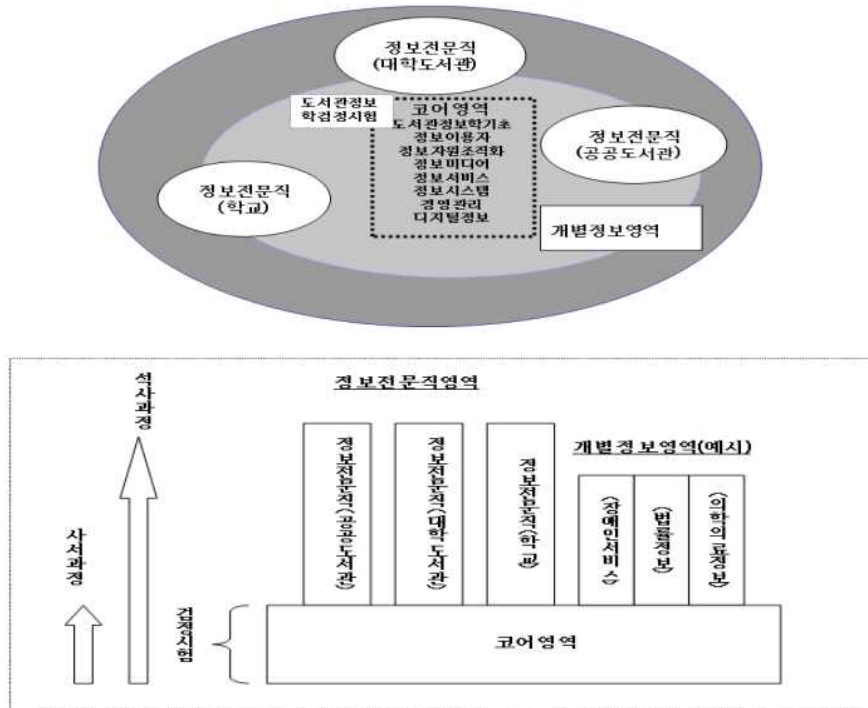 정보전문직
(대학도서관)
도서관정보
학검정시험
코어영역
도서관정보학기초
정보이용자
정보자원조직화
정보미디어
정보서비스
정보시스템
경영관리
디지털정보
정보전문직
(공공도서관)
정보전문직
(학교)
개별정보영역
정보전문직영역
개별정보영역(예시)
석사과정
사서과정
검정시험
정보전문직(공공도서관)
정보전문직(대학도서관)
정보전문직(학교)
(장애인서비스)
(법률정보)
(의학의료정보)
코어영역